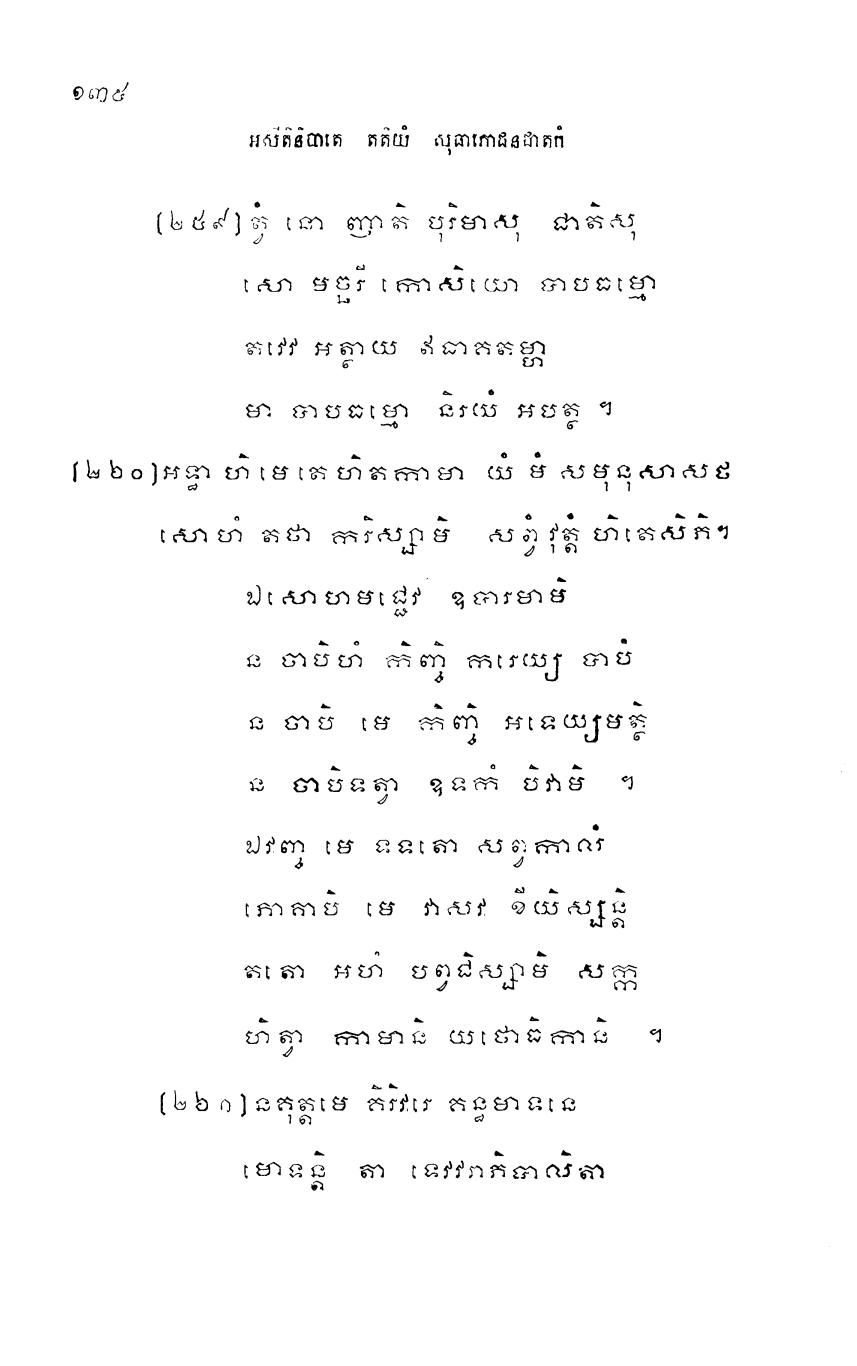 ១៣៥
អសីតិនិបាតេ តតិយំ សុធាភោជនជាតកំ
(២៥៩) ត្វំ នោ ញាតិ បុរិមាសុ ជាតិសុ
សោ មច្ឆរី កោសិយោ បាបធម្មោ
តវេវ អត្ថាយ ឥធាគតម្ហា
មា បាបធម្មោ និរយំ អបត្ថ ។
(២៦០) អទ្ធា ហិ មេ តេ ហិតកាមា យំ មំ សមុនុសាសថ
សោហំ តថា ករិស្សាមិ សព្វំ វុត្តំ ហិតេសិភិ។
ឯសោហមជ្ជេវ ឧបារមាមិ
ន ចាបិហំ កិញ្ចិ ករេយ្យ បាបំ
ន ចាបិ មេ កិញ្ចិ អទេយ្យមត្ថិ
ន ចាបិទត្វា ឧទកំ បិវាមិ ។
ឯវញ្ច មេ ទទតោ សព្វកាលំ
ភោគាបិ មេ វាសវ ខីយិស្សន្តិ
តតោ អហំ បព្វជិស្សាមិ សក្ក
ហិត្វា កាមានិ យថោធិកានិ ។
(២៦១) នគុត្តមេ គិរិវរេ គន្ធមាទនេ
មោទន្តិ តា ទេវវរាភិបាលិតា